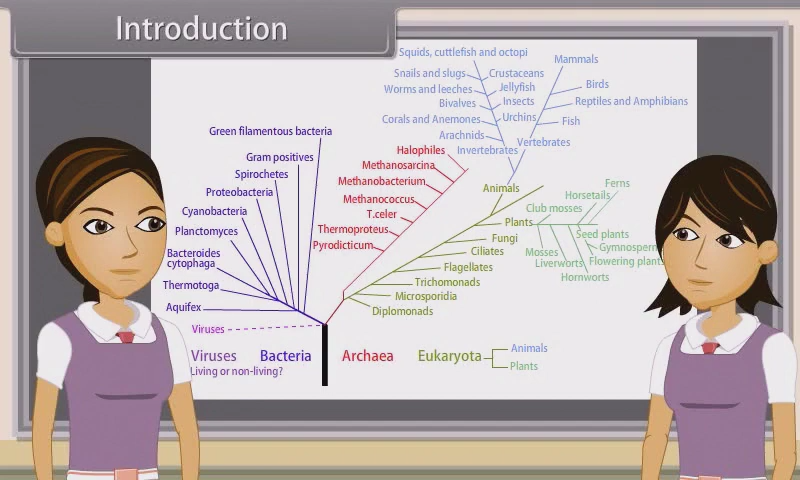 Introduction
Squids, cuttlefish and octopi
Mammals
Snails and slugs
Crustaceans
Worms and leeches
Jellyfish
Birds
Bivalves
Insects
Reptiles and Amphibians
Corals and Anemones
Urchins
Fish
Arachnids
Invertebrates
Vertebrates
Green filamentous bacteria
Gram positives
Spirochetes
Proteobacteria
Cyanobacteria
Planctomyces
Bacteroides
cytophaga
Thermotoga
Aquifex
Viruses
Halophiles
Methanosarcina
Methanobacterium
Methanococcus
T.celer
Thermoproteus
Pyrodicticum
Animals
Plants
Fungi
Ciliates
Flagellates
Trichomonads
Microsporidia
Diplomonads
Ferns
Horsetails
Club mosses
Seed plants
Mosses
Gymnosperm
Liverworts
Flowering plants
Hornworts
Viruses
Living or non-living?
Bacteria
Archaea
Eukaryota
Animals
Plants